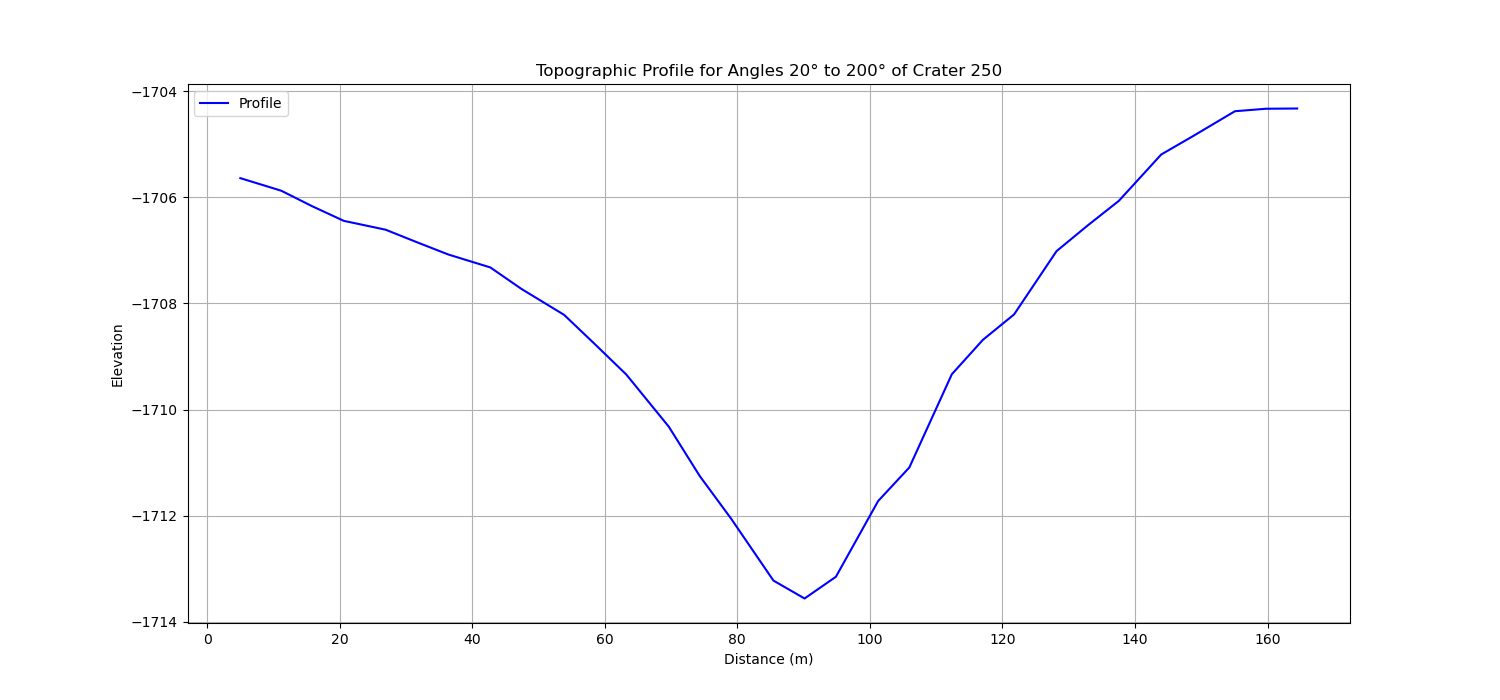 Topographic Profile for Angles 20° to 200° of Crater 250
Profile
−1704
−1706
−1708
−1710
−1712
−1714
Elevation
0 20 40 60 80 100 120 140 160
Distance (m)